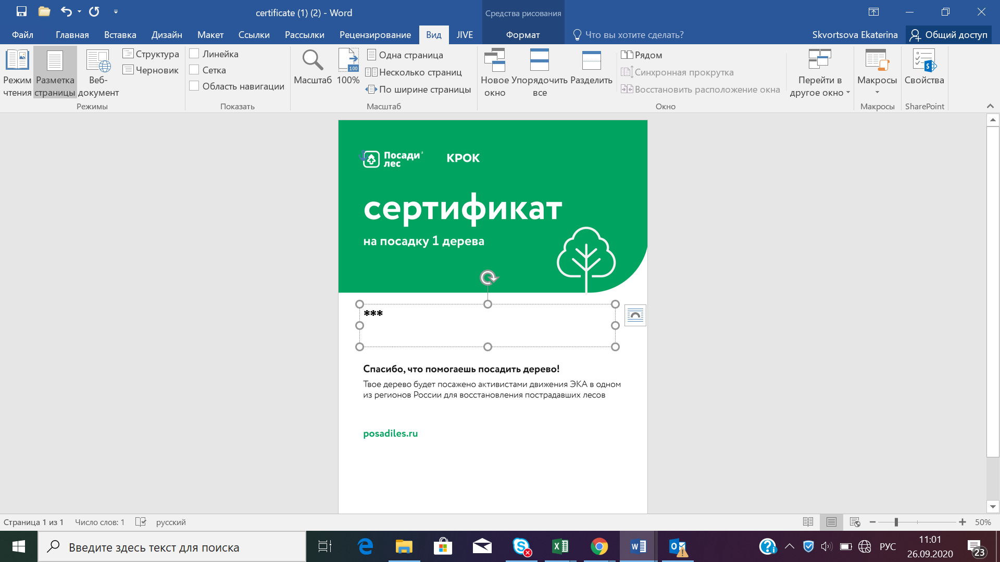 certificate (1) (2) - Word
Средства рисования
Файл Главная Вставка Дизайн Макет Ссылки Рассылки Рецензирование Вид JIVE Формат Что вы хотите сделать? Skvortsova Ekaterina Общий доступ
Режим чтения
Разметка страницы
Веб-документ
Структура
Черновик
Режимы
Линейка
Сетка
Область навигации
Показать
Масштаб
100
100%
Одна страница
Несколько страниц
По ширине страницы
Масштаб
Новое окно
Упорядочить все
Разделить
Рядом
Синхронная прокрутка
Восстановить расположение окна
Перейти в другое окно
Окно
Макросы
Макросы
Свойства
SharePoint
Посади
лес
КРОК
сертификат
на посадку 1 дерева
***
Спасибо, что помогаешь посадить дерево!
Твое дерево будет посажено активистами движения ЭКА в одном
из регионов России для восстановления пострадавших лесов
posadiles.ru
Страница 1 из 1 Число слов: 1 русский 50%
Введите здесь текст для поиска
РУС
11:01
26.09.2020
23